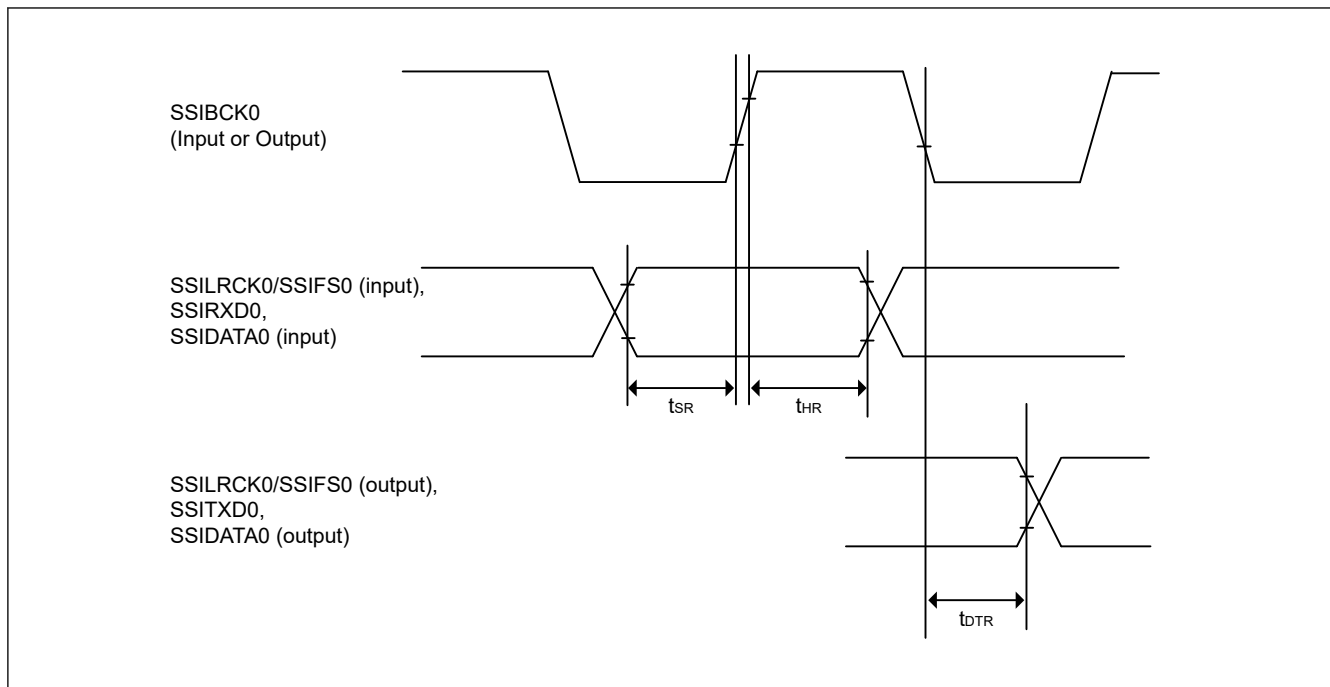 SSIBCK0
(Input or Output)
SSILRCK0/SSIFS0 (input),
SSIRXD0,
SSIDATA0 (input)
tSR
tHR
SSILRCK0/SSIFS0 (output),
SSITXD0,
SSIDATA0 (output)
tDTR